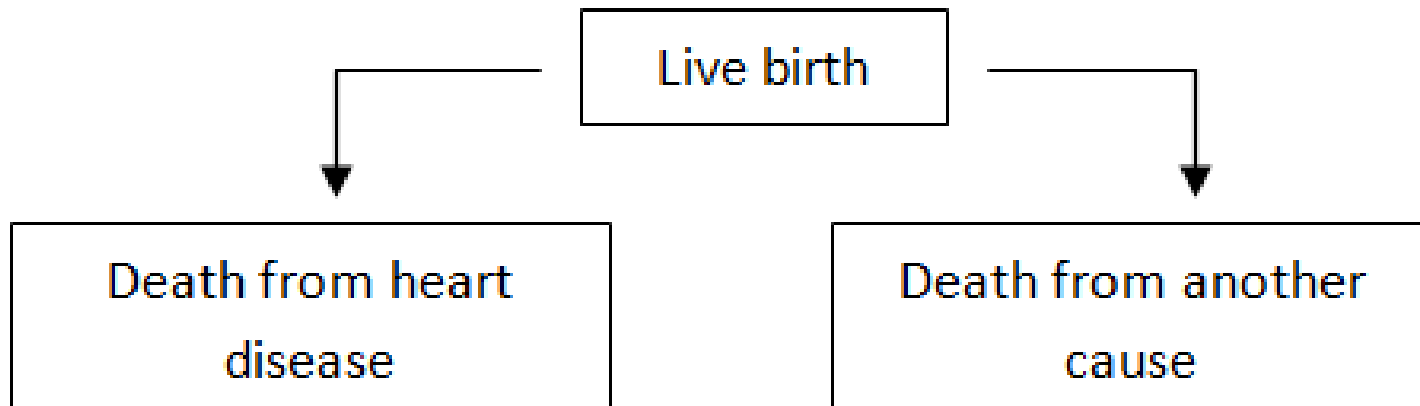 Live birth
Death from heart
disease
Death from another
cause